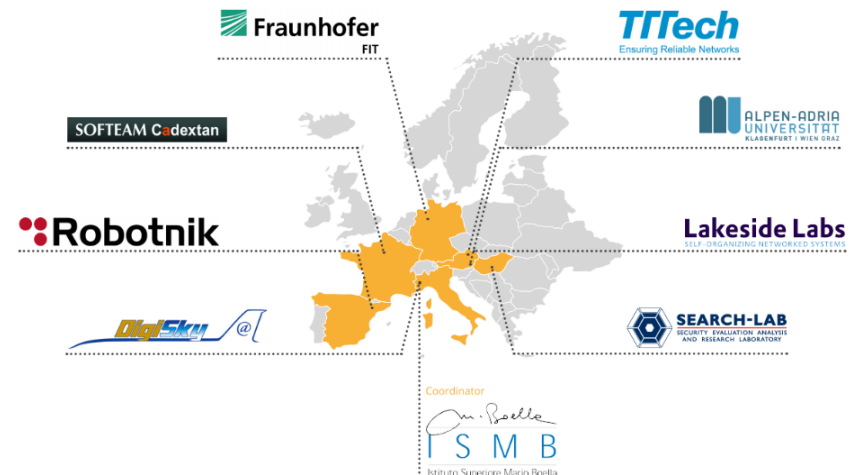 Fraunhofer
FIT
TTTech
Ensuring Reliable Networks
SOFTEAM Cadextan
ALPEN-ADRIA
UNIVERSITÄT
KLAGENFURT I WIEN GRAZ
Robotnik
Lakeside Labs
SELF-ORGANIZING NETWORKED SYSTEMS
DigiSky @
SEARCH-LAB
SECURITY EVALUATION ANALYSIS
AND RESEARCH LABORATORY
Coordinator
M. Boella
ISMB
Istituto Superiore Mario Boella